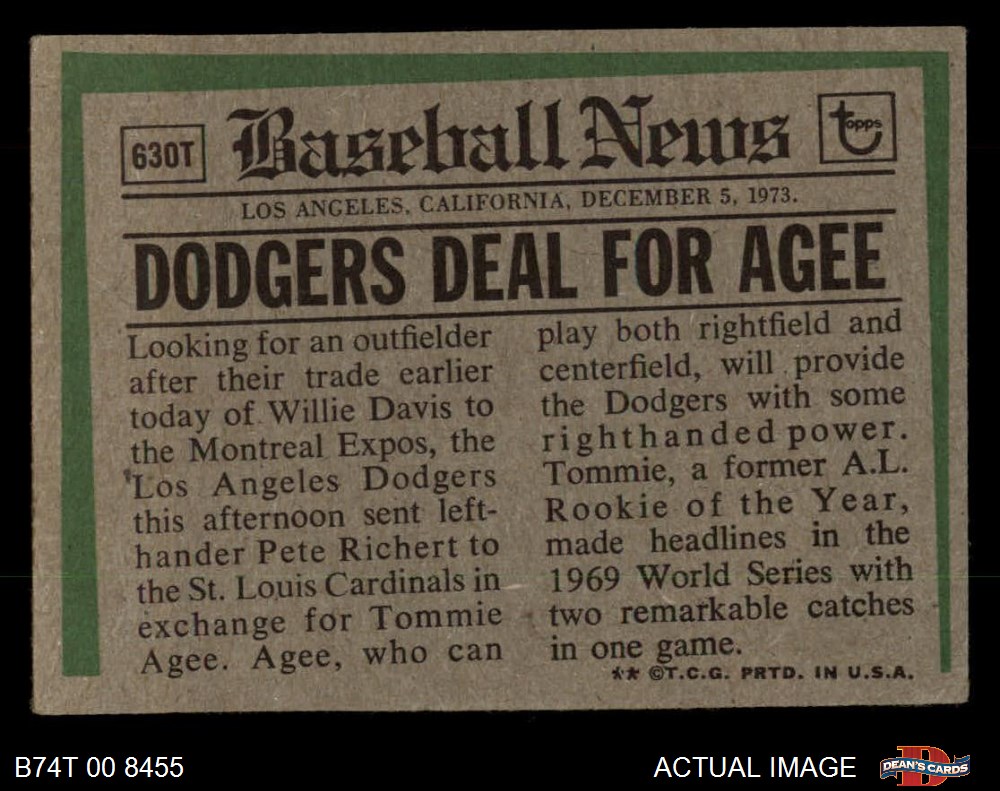 630T
Baseball News
topps
LOS ANGELES, CALIFORNIA, DECEMBER 5, 1973.
DODGERS DEAL FOR AGEE
Looking for an outfielder
after their trade earlier
today of Willie Davis to
the Montreal Expos, the
Los Angeles Dodgers
this afternoon sent left-
hander Pete Richert to
the St. Louis Cardinals in
exchange for Tommie
Agee. Agee, who can
play both rightfield and
centerfield, will provide
the Dodgers with some
righthanded power.
Tommie, a former A.L.
Rookie of the Year,
made headlines in the
1969 World Series with
two remarkable catches
in one game.
** ©T.C.G. PRTD. IN U.S.A.
B74T 00 8455
ACTUAL IMAGE
D
DEAN'S CARDS